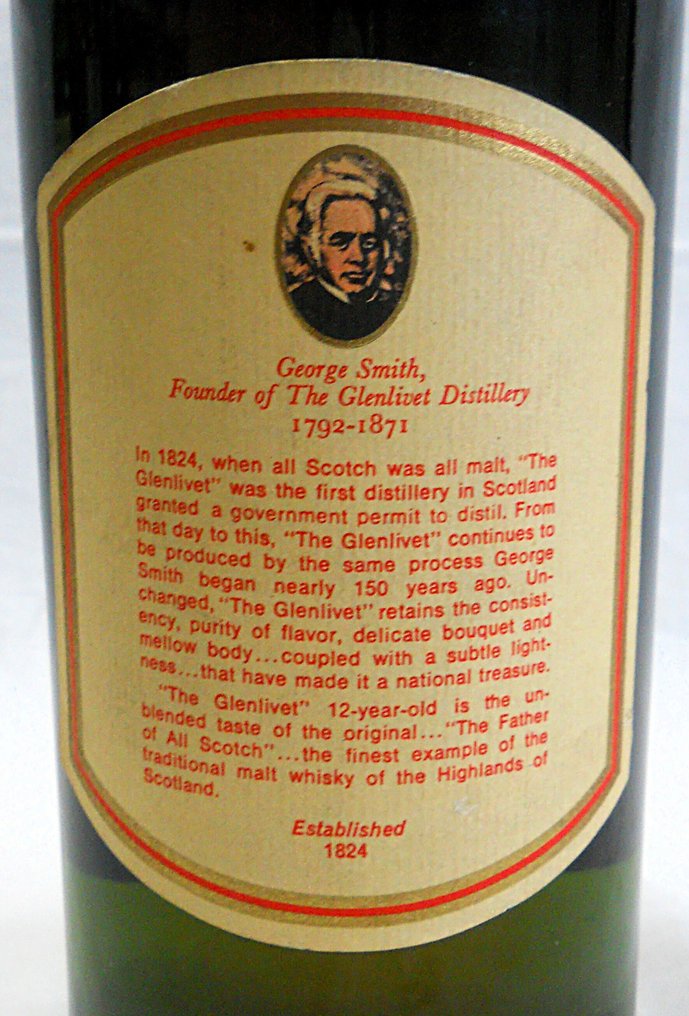 George Smith,
Founder of The Glenlivet Distillery
1792-1871
In 1824, when all Scotch was all malt, "The
Glenlivet" was the first distillery in Scotland
granted a government permit to distil. From
that day to this, "The Glenlivet" continues to
be produced by the same process George
Smith began nearly 150 years ago. Un-
changed, "The Glenlivet" retains the consist-
ency, purity of flavor, delicate bouquet and
mellow body...coupled with a subtle light-
ness...that have made it a national treasure.
"The Glenlivet" 12-year-old is the un-
blended taste of the original..."The Father
of All Scotch"...the finest example of the
traditional malt whisky of the Highlands of
Scotland.
Established
1824